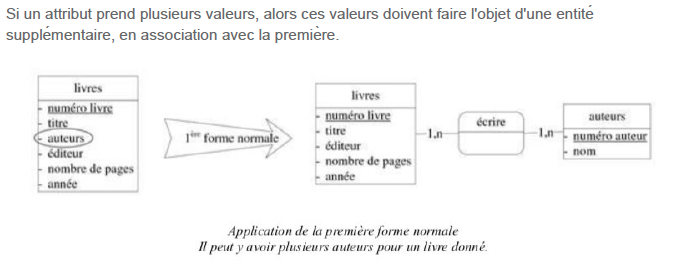 Si un attribut prend plusieurs valeurs, alors ces valeurs doivent faire l'objet d'une entité
supplémentaire, en association avec la première.
livres
- numéro livre
- titre
- auteurs
- éditeur
- nombre de pages
- année
1ère forme normale
livres
- numéro livre
- titre
- éditeur
- nombre de pages
- année
1,n
écrire
1,n
auteurs
- numéro auteur
- nom
Application de la première forme normale
Il peut y avoir plusieurs auteurs pour un livre donné.